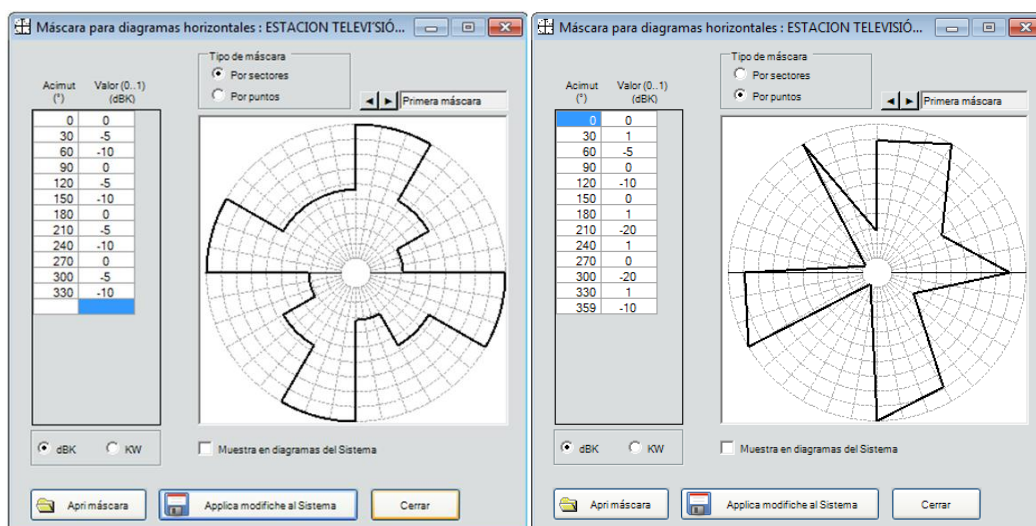 Máscara para diagramas horizontales : ESTACION TELEVI'SIÓ...
Tipo de máscara
Por sectores
Por puntos
Acimut Valor (0..1)
(°) (dBK)
Primera máscara
0 0
30 -5
60 -10
90 0
120 -5
150 -10
180 0
210 -5
240 -10
270 0
300 -5
330 -10
dBK KW
Muestra en diagramas del Sistema
Apri máscara Applica modifiche al Sistema Cerrar
Máscara para diagramas horizontales : ESTACION TELEVISIÓ...
Tipo de máscara
Por sectores
Por puntos
Acimut Valor (0..1)
(°) (dBK)
Primera máscara
0 0
30 1
60 -5
90 0
120 -10
150 0
180 1
210 -20
240 1
270 0
300 -20
330 1
359 -10
dBK KW
Muestra en diagramas del Sistema
Apri máscara Applica modifiche al Sistema Cerrar